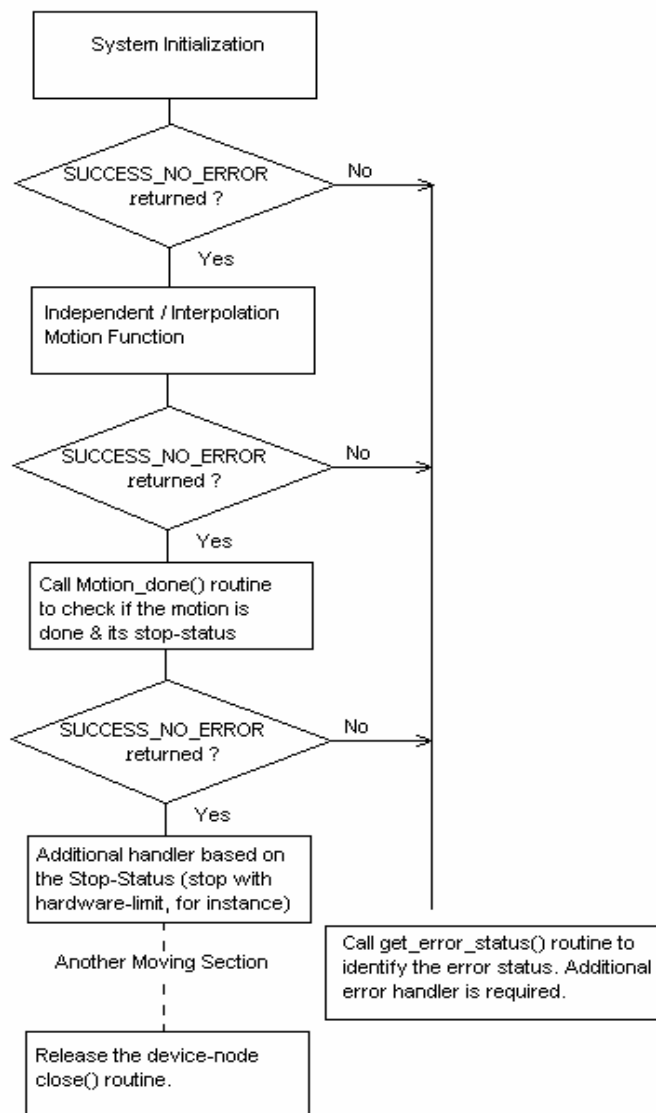 System Initialization
SUCCESS_NO_ERROR
returned ?
No
Yes
Independent / Interpolation
Motion Function
SUCCESS_NO_ERROR
returned ?
No
Yes
Call Motion_done() routine
to check if the motion is
done & its stop-status
SUCCESS_NO_ERROR
returned ?
No
Yes
Additional handler based on
the Stop-Status (stop with
hardware-limit, for instance)
Another Moving Section
Call get_error_status() routine to
identify the error status. Additional
error handler is required.
Release the device-node
close() routine.